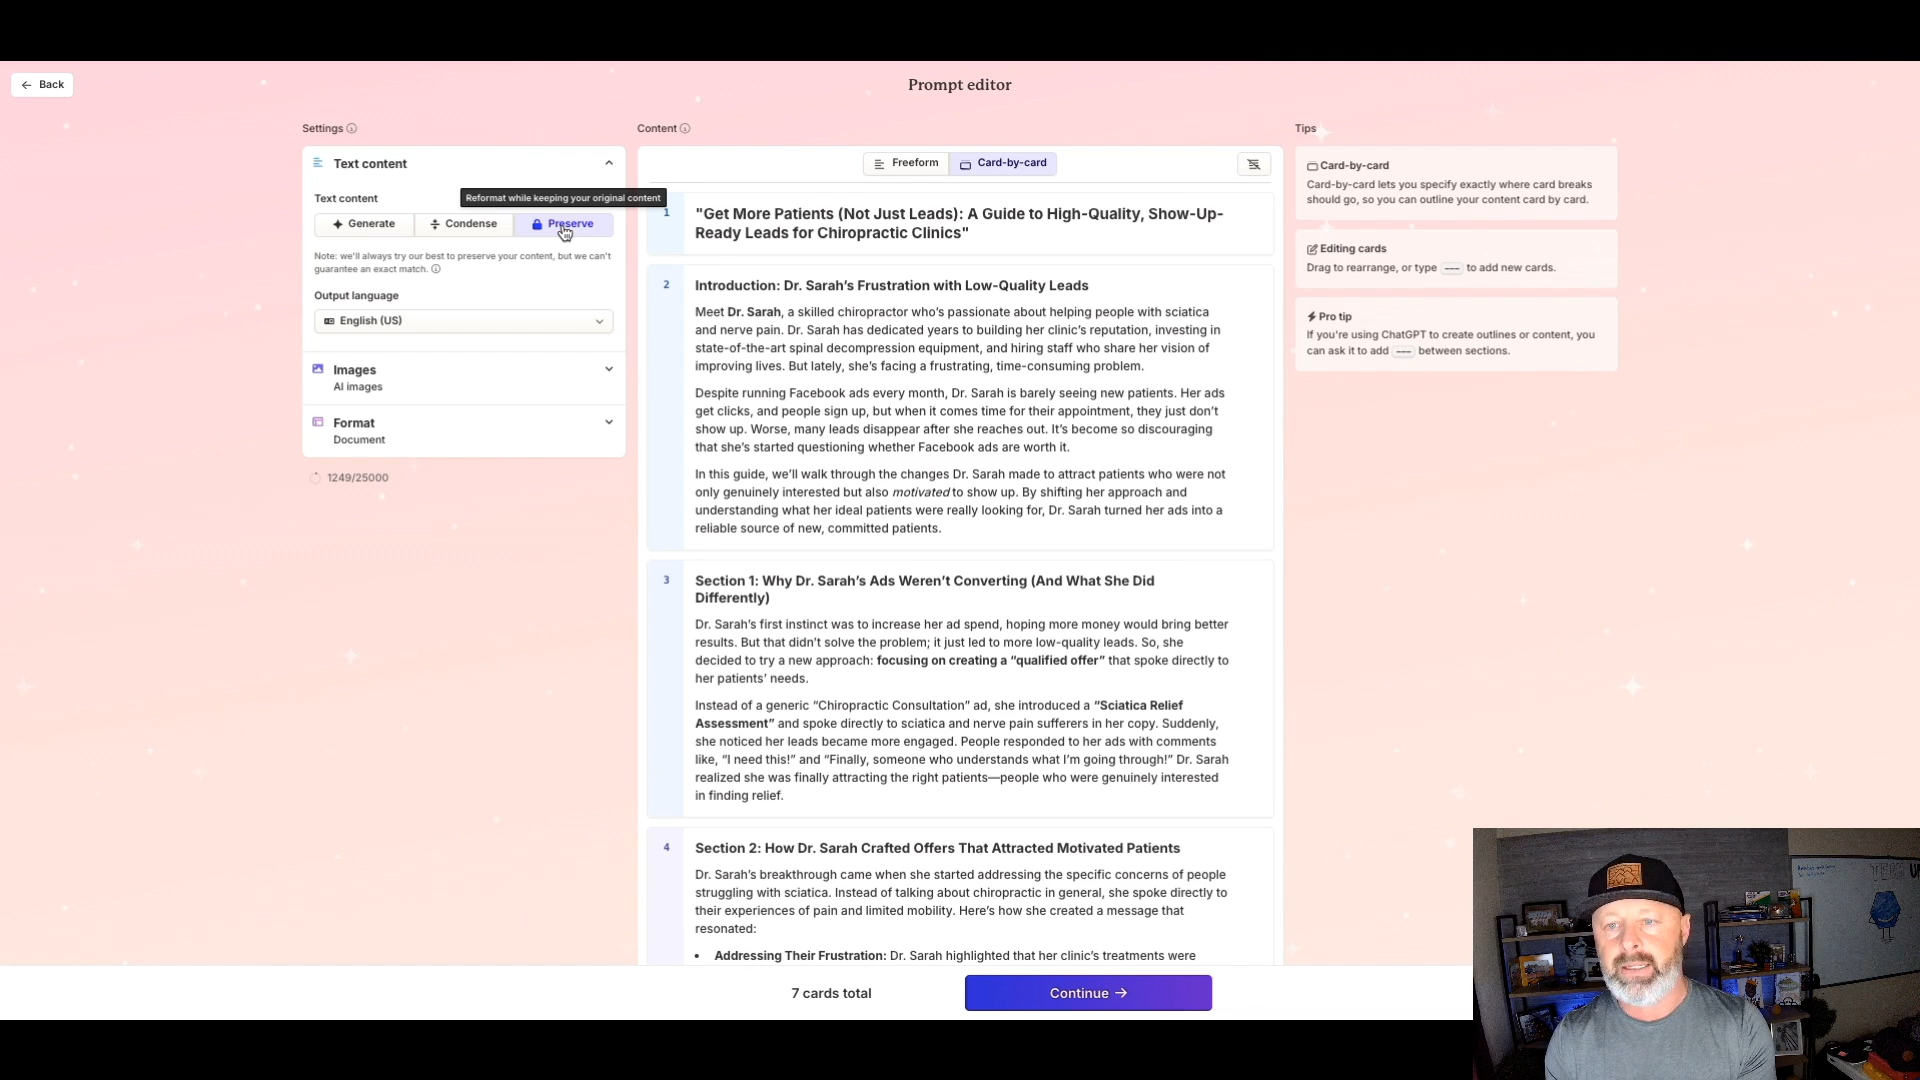 Back
Prompt editor
Settings
Content
Tips
Text content
Text content
Reformat while keeping your original content
Generate
Condense
Preserve
Note: we'll always try our best to preserve your content, but we can't
guarantee an exact match.
Output language
English (US)
Images
AI images
Format
Document
1249/25000
Freeform
Card-by-card
1
"Get More Patients (Not Just Leads): A Guide to High-Quality, Show-Up-
Ready Leads for Chiropractic Clinics"
2
Introduction: Dr. Sarah’s Frustration with Low-Quality Leads
Meet Dr. Sarah, a skilled chiropractor who’s passionate about helping people with sciatica
and nerve pain. Dr. Sarah has dedicated years to building her clinic’s reputation, investing in
state-of-the-art spinal decompression equipment, and hiring staff who share her vision of
improving lives. But lately, she’s facing a frustrating, time-consuming problem.
Despite running Facebook ads every month, Dr. Sarah is barely seeing new patients. Her ads
get clicks, and people sign up, but when it comes time for their appointment, they just don’t
show up. Worse, many leads disappear after she reaches out. It’s become so discouraging
that she’s started questioning whether Facebook ads are worth it.
In this guide, we’ll walk through the changes Dr. Sarah made to attract patients who were not
only genuinely interested but also motivated to show up. By shifting her approach and
understanding what her ideal patients were really looking for, Dr. Sarah turned her ads into a
reliable source of new, committed patients.
3
Section 1: Why Dr. Sarah’s Ads Weren’t Converting (And What She Did
Differently)
Dr. Sarah’s first instinct was to increase her ad spend, hoping more money would bring better
results. But that didn’t solve the problem; it just led to more low-quality leads. So, she
decided to try a new approach: focusing on creating a “qualified offer” that spoke directly to
her patients’ needs.
Instead of a generic “Chiropractic Consultation” ad, she introduced a “Sciatica Relief
Assessment” and spoke directly to sciatica and nerve pain sufferers in her copy. Suddenly,
she noticed her leads became more engaged. People responded to her ads with comments
like, “I need this!” and “Finally, someone who understands what I’m going through!” Dr. Sarah
realized she was finally attracting the right patients—people who were genuinely interested
in finding relief.
4
Section 2: How Dr. Sarah Crafted Offers That Attracted Motivated Patients
Dr. Sarah’s breakthrough came when she started addressing the specific concerns of people
struggling with sciatica. Instead of talking about chiropractic in general, she spoke directly to
their experiences of pain and limited mobility. Here’s how she created a message that
resonated:
• Addressing Their Frustration: Dr. Sarah highlighted that her clinic’s treatments were
Card-by-card
Card-by-card lets you specify exactly where card breaks
should go, so you can outline your content card by card.
Editing cards
Drag to rearrange, or type --- to add new cards.
Pro tip
If you're using ChatGPT to create outlines or content, you
can ask it to add --- between sections.
7 cards total
Continue →